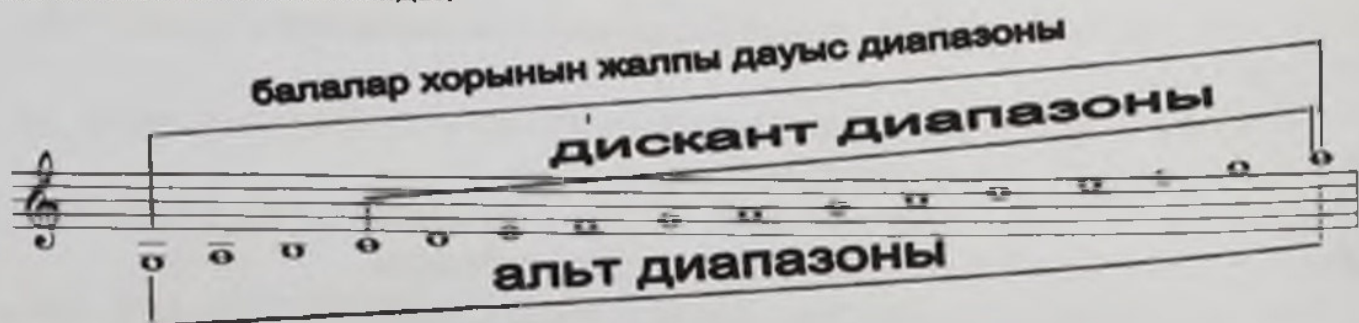 балалар хорынын жалпы дауыс диапазоны
дискант диапазоны
альт диапазоны